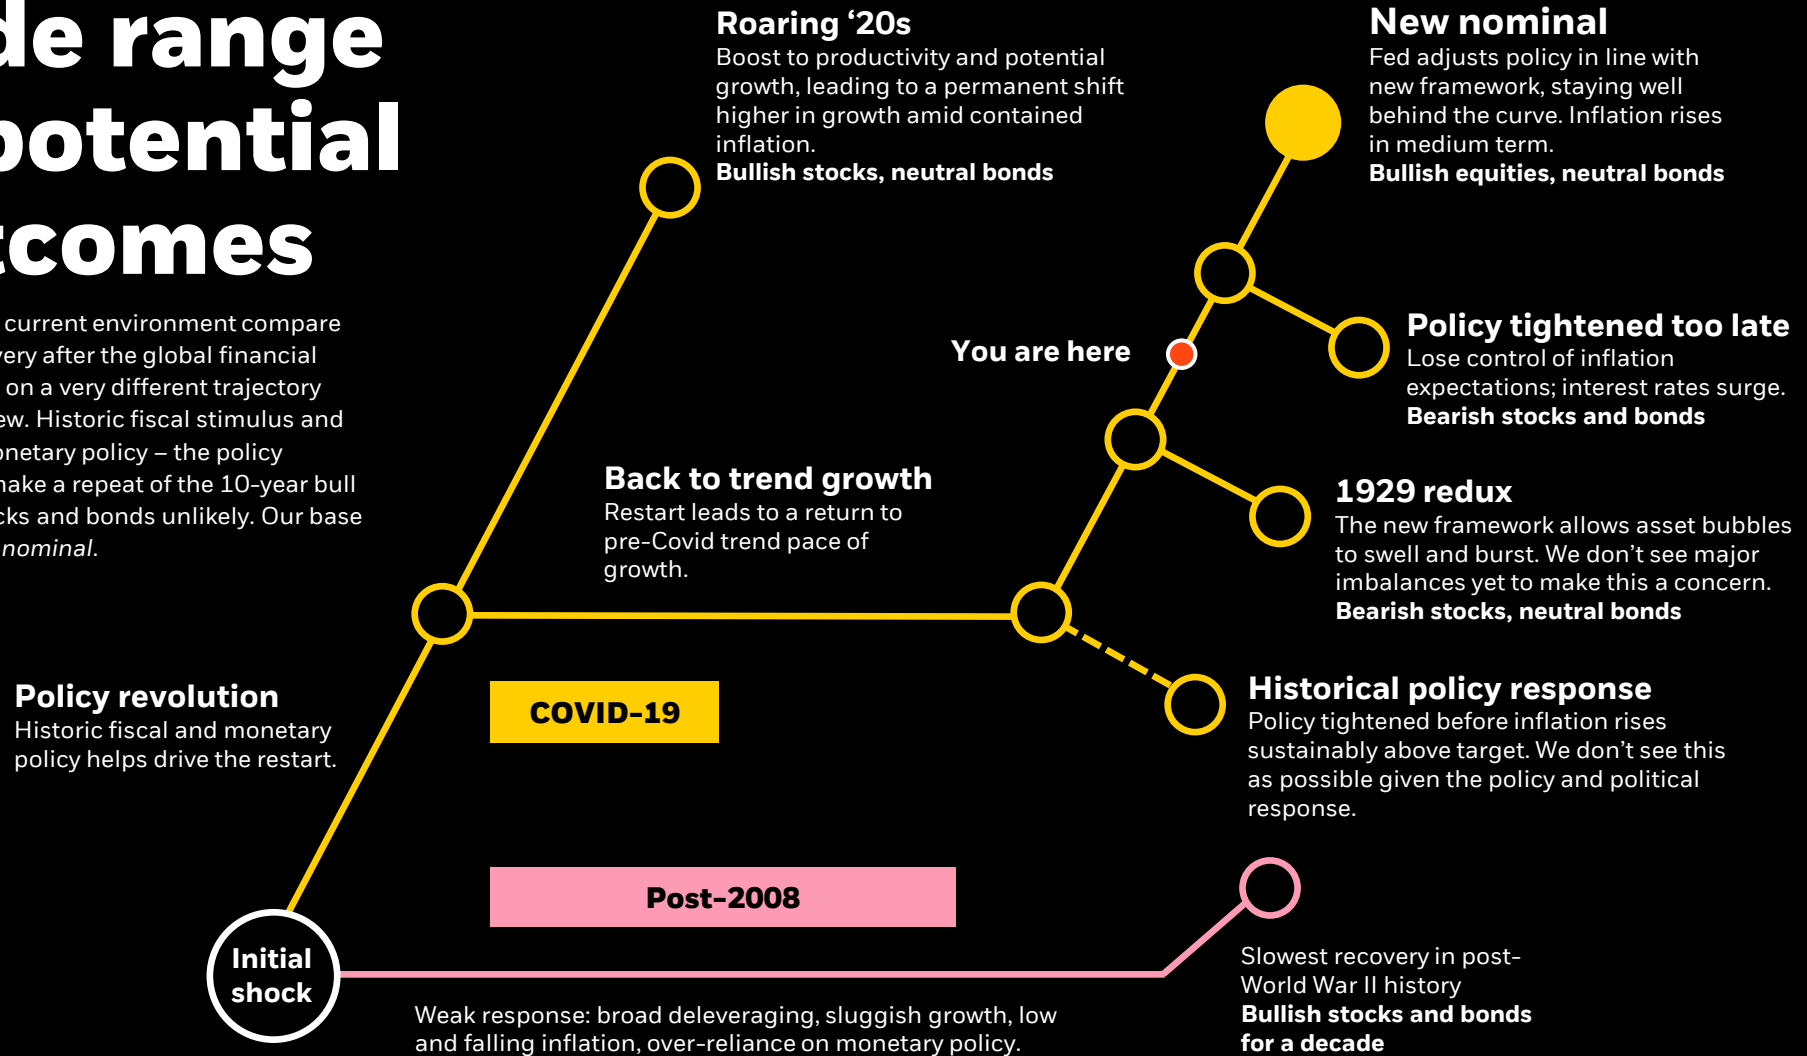 de range
potential
tcomes
current environment compare
very after the global financial
on a very different trajectory
ew. Historic fiscal stimulus and
onetary policy – the policy
make a repeat of the 10-year bull
cks and bonds unlikely. Our base
nominal.
Roaring ‘20s
Boost to productivity and potential
growth, leading to a permanent shift
higher in growth amid contained
inflation.
Bullish stocks, neutral bonds
New nominal
Fed adjusts policy in line with
new framework, staying well
behind the curve. Inflation rises
in medium term.
Bullish equities, neutral bonds
You are here
Policy tightened too late
Lose control of inflation
expectations; interest rates surge.
Bearish stocks and bonds
Back to trend growth
Restart leads to a return to
pre-Covid trend pace of
growth.
1929 redux
The new framework allows asset bubbles
to swell and burst. We don’t see major
imbalances yet to make this a concern.
Bearish stocks, neutral bonds
Policy revolution
Historic fiscal and monetary
policy helps drive the restart.
COVID-19
Historical policy response
Policy tightened before inflation rises
sustainably above target. We don’t see this
as possible given the policy and political
response.
Post-2008
Initial
shock
Weak response: broad deleveraging, sluggish growth, low
and falling inflation, over-reliance on monetary policy.
Slowest recovery in post-
World War II history
Bullish stocks and bonds
for a decade